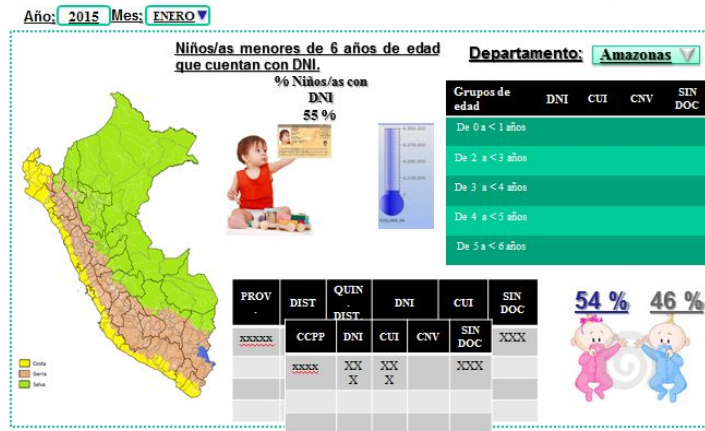 Año: 2015 Mes: ENERO
Niños/as menores de 6 años de edad
que cuentan con DNI.
Departamento: Amazonas
% Niños/as con
DNI
55 %
Grupos de edad DNI CUI CNV SIN DOC
De 0 a < 1 años
De 2 a < 3 años
De 3 a < 4 años
De 4 a < 5 años
De 5 a < 6 años
PROV. DIST QUIN. DIST DNI CUI SIN DOC
xxxxx XXX
CCPP DNI CUI CNV SIN DOC
xxxx XXX XXX XXX
54 % 46 %
Costa
Sierra
Selva